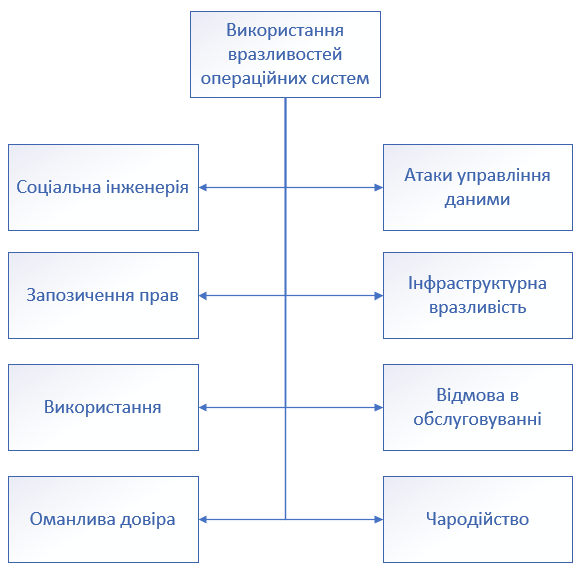 Використання
вразливостей
операційних систем
Соціальна інженерія
Атаки управління
даними
Запозичення прав
Інфраструктурна
вразливість
Використання
Відмова в
обслуговуванні
Оманлива довіра
Чародійство